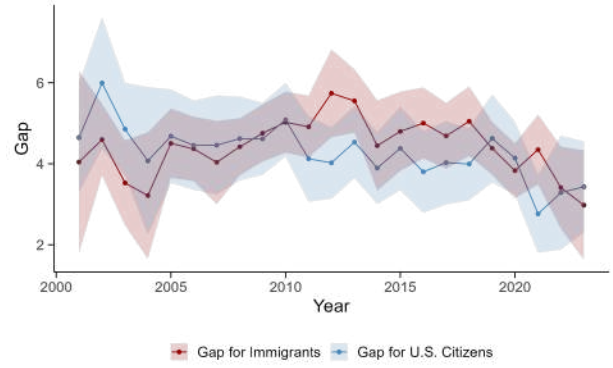 6
4
2
Gap
2000 2005 2010 2015 2020
Year
Gap for Immigrants Gap for U.S. Citizens